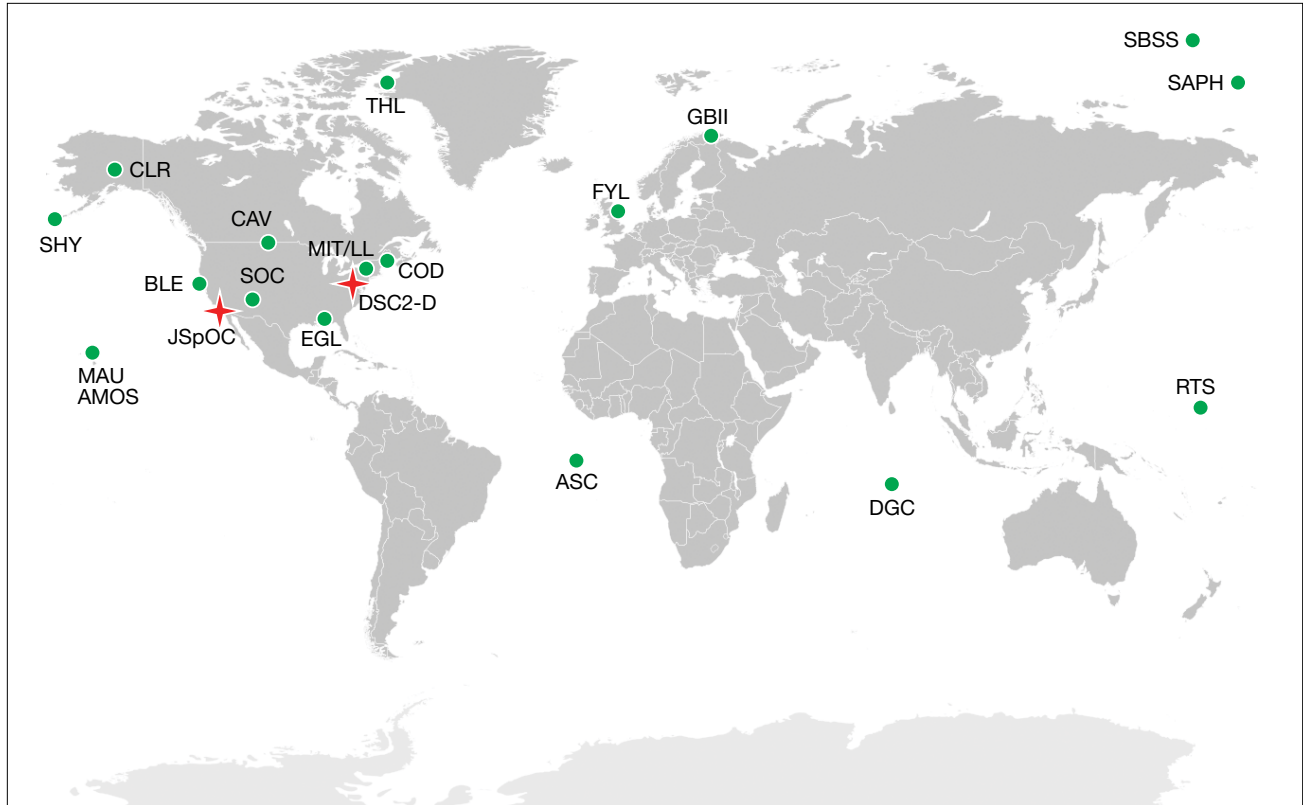 SBSS
SAPH
THL
GBII
CLR
FYL
CAV
SHY
MIT/LL
COD
SOC
BLE
DSC2-D
JSpOC
EGL
MAU
AMOS
RTS
ASC
DGC